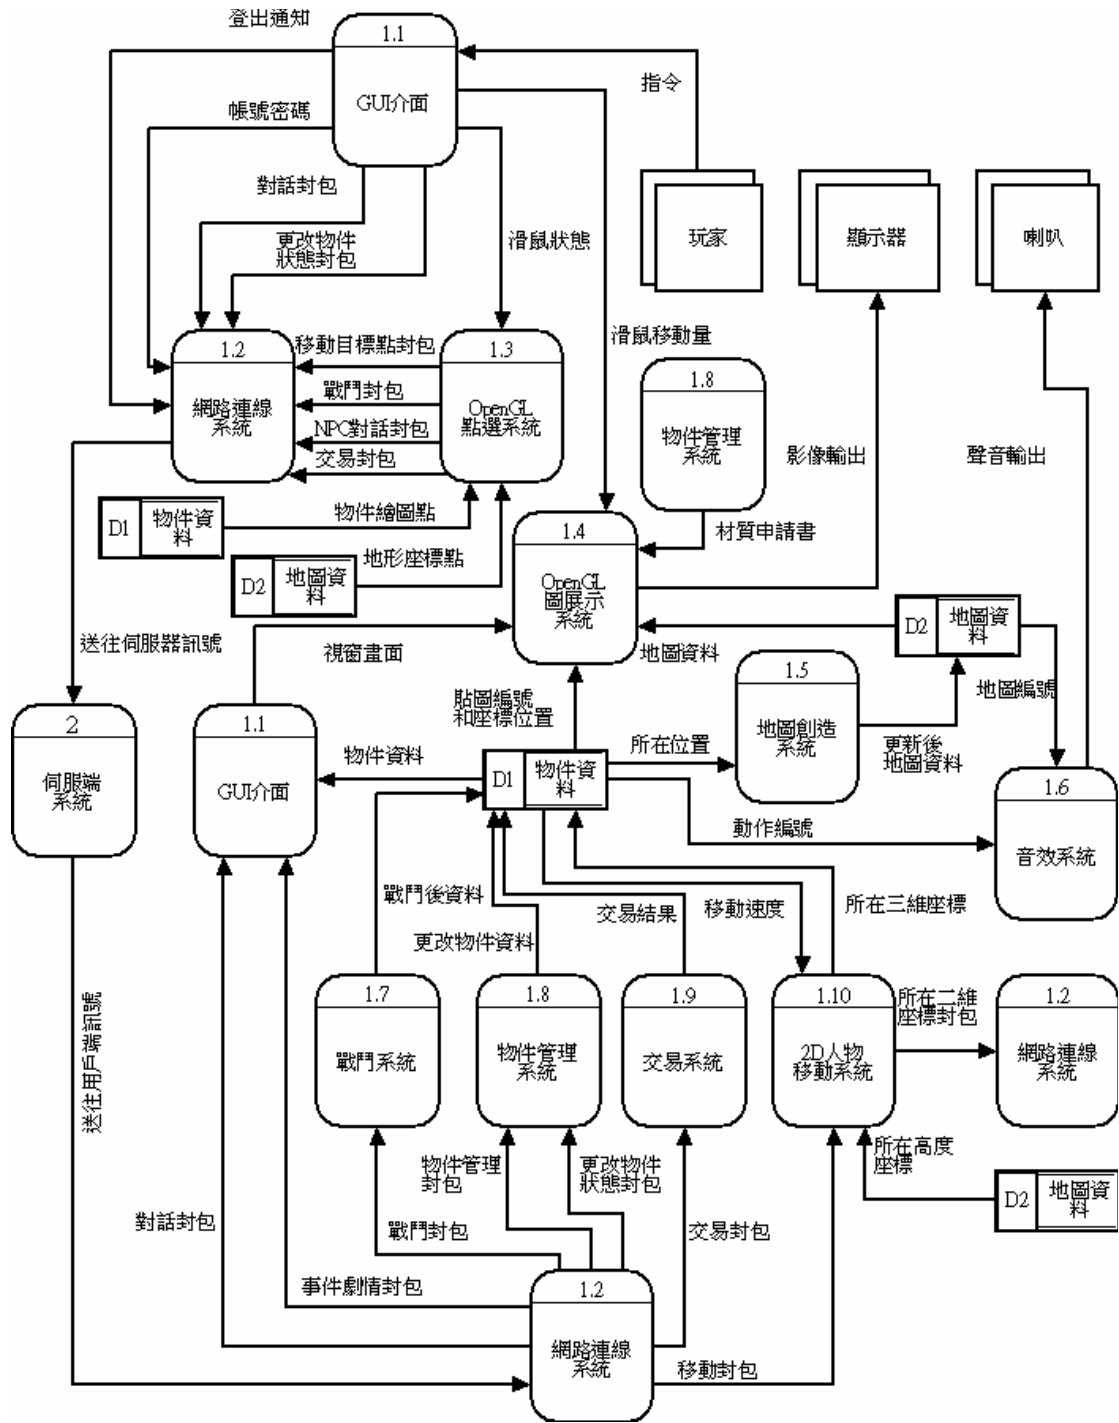 登出通知
1.1
GUI介面
指令
帳號密碼
對話封包
更改物件
狀態封包
滑鼠狀態
玩家
顯示器
喇叭
1.2
網路連線
系統
移動目標點封包
戰鬥封包
NPC對話封包
交易封包
1.3
OpenGL
點選系統
滑鼠移動量
1.8
物件管理
系統
影像輸出
聲音輸出
D1
物件資
料
物件繪圖點
D2
地圖資
料
地形座標點
1.4
OpenGL
圖展示
系統
材質申請書
送往伺服器訊號
視窗畫面
地圖資料
D2
地圖資
料
貼圖編號
和座標位置
1.5
地圖創造
系統
地圖編號
2
伺服端
系統
1.1
GUI介面
物件資料
D1
物件資
料
所在位置
更新後
地圖資料
1.6
音效系統
動作編號
戰鬥後資料
更改物件資料
交易結果
移動速度
所在三維座標
1.7
戰鬥系統
1.8
物件管理
系統
1.9
交易系統
1.10
2D人物
移動系統
所在二維
座標封包
1.2
網路連線
系統
送往用戶端訊號
物件管理
封包
更改物件
狀態封包
所在高度
座標
D2
地圖資
料
對話封包
戰鬥封包
交易封包
事件劇情封包
1.2
網路連線
系統
移動封包